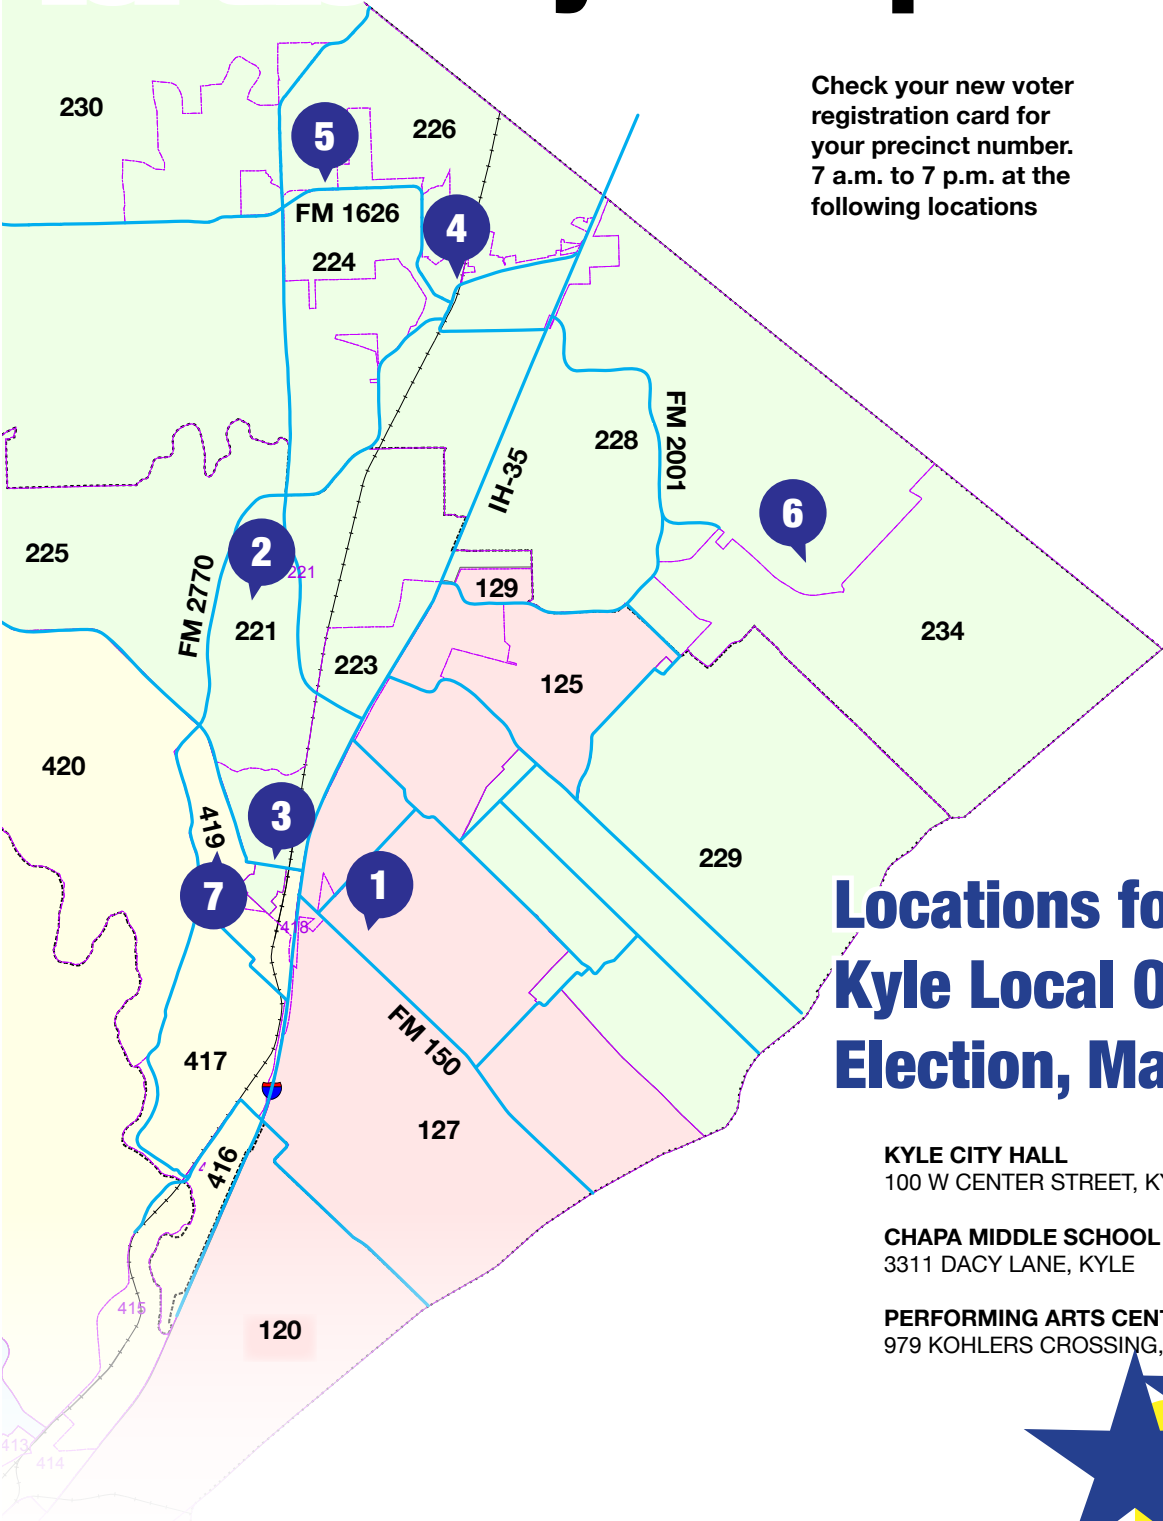 Check your new voter
registration card for
your precinct number.
7 a.m. to 7 p.m. at the
following locations
230
5
226
FM 1626
4
224
228
FM 2001
IH-35
6
225
2
221
129
FM 2770
221
234
223
125
420
419
3
229
7
1
418
FM 150
417
127
416
415
120
413
414
Locations fo
Kyle Local O
Election, Ma
KYLE CITY HALL
100 W CENTER STREET, KY
CHAPA MIDDLE SCHOOL
3311 DACY LANE, KYLE
PERFORMING ARTS CENT
979 KOHLERS CROSSING,